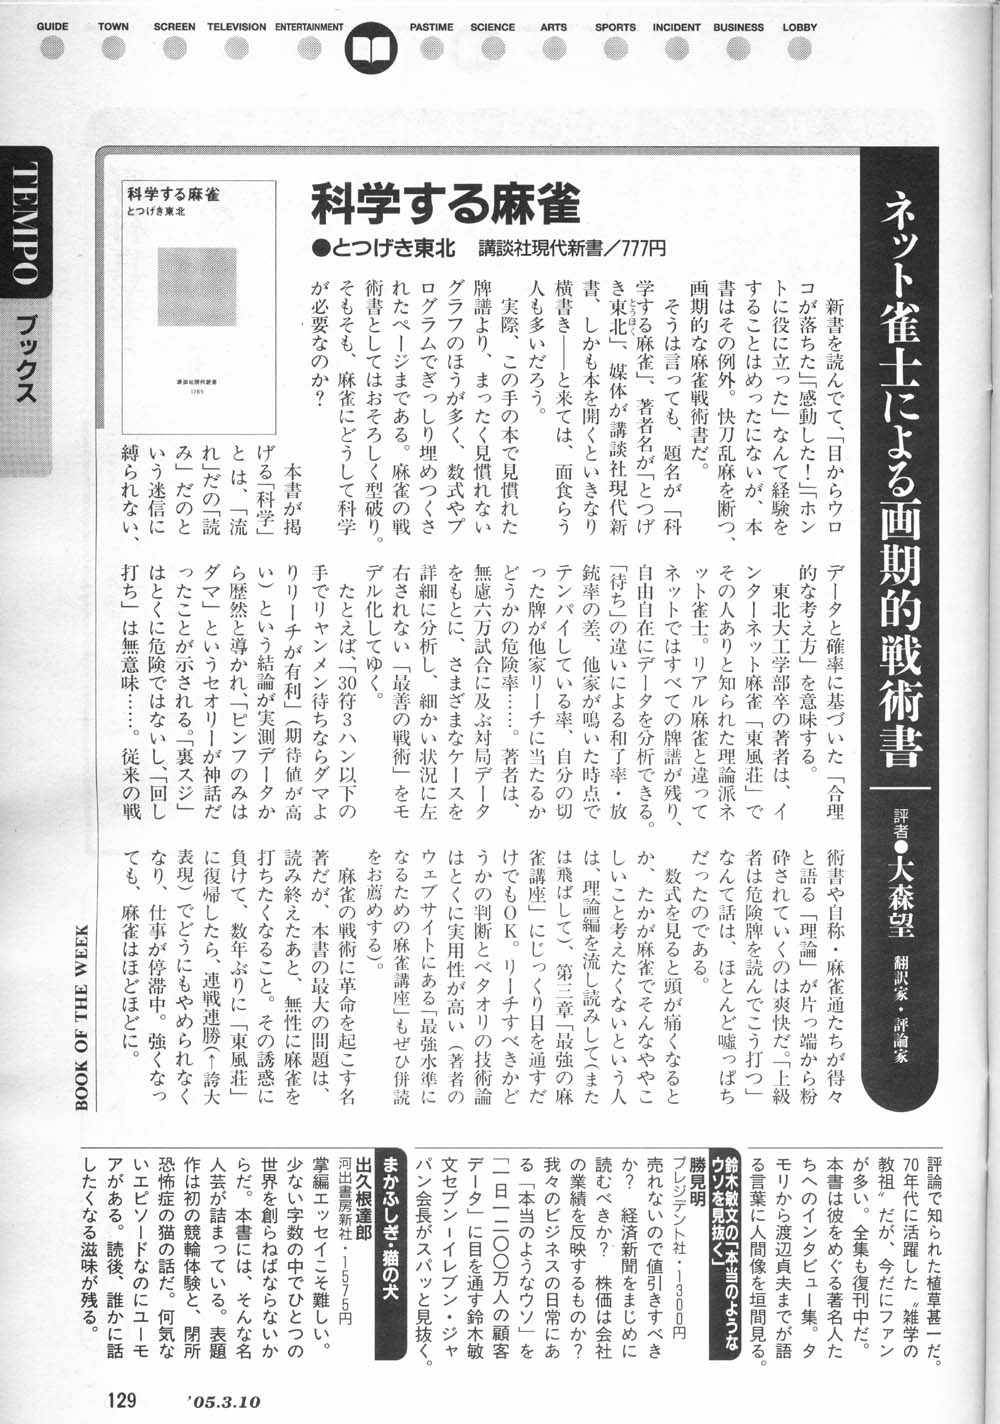 GUIDE
TOWN
SCREEN
TELEVISION
ENTERTAINMENT
PASTIME
SCIENCE
ARTS
SPORTS
INCIDENT
BUSINESS
LOBBY
TEMPO
ブックス
ネット雀士による画期的戦術書
評者●大森望 翻訳家・評論家
科学する麻雀
●とつげき東北 講談社現代新書/777円
科学する麻雀
とつげき東北
講談社現代新書
1765
新書を読んでて、「目からウロ
コが落ちた」「感動した!」「ホン
トに役に立った」なんて経験を
することはめったにないが、本
書はその例外。快刀乱麻を断つ、
画期的な麻雀戦術書だ。
そうは言っても、題名が「科
学する麻雀」、著者名が「とつげ
き東北」、媒体が講談社現代新
とうほく
書、しかも本を開くといきなり
横書き――と来ては、面食らう
人も多いだろう。
実際、この手の本で見慣れた
牌譜より、まったく見慣れない
グラフのほうが多く、数式やプ
ログラムでぎっしり埋めつくさ
れたページまである。麻雀の戦
術書としてはおそろしく型破り。
そもそも、麻雀にどうして科学
が必要なのか?
本書が掲
げる「科学」
とは、「流
れ」だの「読
み」だのと
いう迷信に
縛られない、
データと確率に基づいた「合理
的な考え方」を意味する。
東北大工学部卒の著者は、イ
ンターネット麻雀「東風荘」で
その人ありと知られた理論派ネ
ット雀士。リアル麻雀と違って
ネットではすべての牌譜が残り、
自由自在にデータを分析できる。
「待ち」の違いによる和了率・放
銃率の差、他家が鳴いた時点で
テンパイしている率、自分の切
った牌が他家リーチに当たるか
どうかの危険率……。著者は、
無慮六万試合に及ぶ対局データ
をもとに、さまざまなケースを
詳細に分析し、細かい状況に左
右されない「最善の戦術」をモ
デル化してゆく。
たとえば、「30符3ハン以下の
手でリャンメン待ちならダマよ
りリーチが有利」(期待値が高
い)という結論が実測データか
ら歴然と導かれ、「ピンフのみは
ダマ」というセオリーが神話だ
ったことが示される。「裏スジ」
はとくに危険ではないし、「回し
打ち」は無意味……。従来の戦
術書や自称・麻雀通たちが得々
と語る「理論」が片っ端から粉
砕されていくのは爽快だ。「上級
者は危険牌を読んでこう打つ」
なんて話は、ほとんど嘘っぱち
だったのである。
数式を見ると頭が痛くなると
か、たかが麻雀でそんなややこ
しいこと考えたくないという人
は、理論編を流し読みして(また
は飛ばして)、第三章「最強の麻
雀講座」にじっくり目を通すだ
けでもOK。リーチすべきかど
うかの判断とベタオリの技術論
はとくに実用性が高い(著者の
ウェブサイトにある「最強水準に
なるための麻雀講座」もぜひ併読
をお薦めする)。
麻雀の戦術に革命を起こす名
著だが、本書の最大の問題は、
読み終えたあと、無性に麻雀を
打ちたくなること。その誘惑に
負けて、数年ぶりに「東風荘」
に復帰したら、連戦連勝(←誇大
表現)でどうにもやめられなく
なり、仕事が停滞中。強くなっ
ても、麻雀はほどほどに。
BOOK OF THE WEEK
評論で知られた植草甚一だ。
70年代に活躍した〝雑学の
教祖〟だが、今だにファン
が多い。全集も復刊中だ。
本書は彼をめぐる著名人た
ちへのインタビュー集。タ
モリから渡辺貞夫までが語
る言葉に人間像を垣間見る。
鈴木敏文の「本当のような
ウソを見抜く」
勝見明
プレジデント社・1300円
売れないので値引きすべき
か? 経済新聞をまじめに
読むべきか? 株価は会社
の業績を反映するものか?
我々のビジネスの日常にあ
る「本当のようなウソ」を
「一日一二〇〇万人の顧客
データ」に目を通す鈴木敏
文セブン-イレブン・ジャ
パン会長がスパッと見抜く。
まかふしぎ・猫の犬
出久根達郎
河出書房新社・1575円
掌編エッセイこそ難しい。
少ない字数の中でひとつの
世界を創らねばならないか
らだ。本書には、そんな名
人芸が詰まっている。表題
作は初の競輪体験と、閉所
恐怖症の猫の話だ。何気な
いエピソードなのにユーモ
アがある。読後、誰かに話
したくなる滋味が残る。
129
'05.3.10